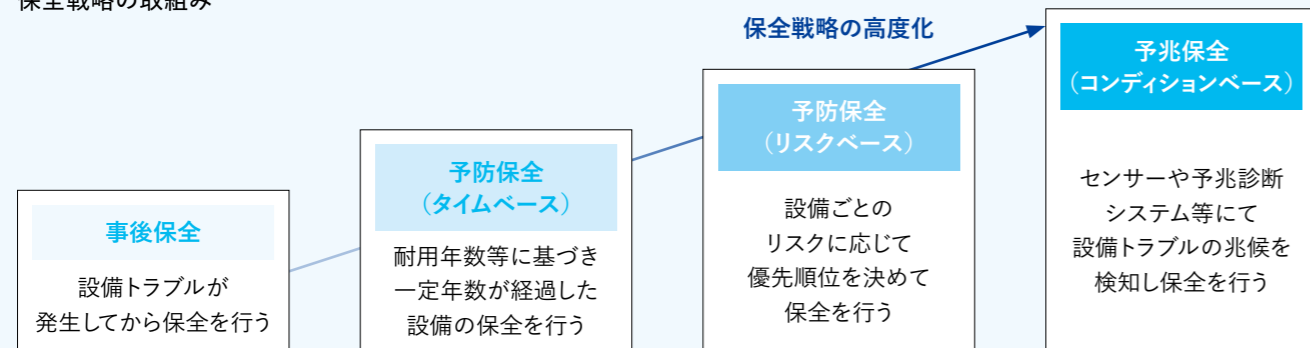 保全戦略の取組み
保全戦略の高度化
事後保全
設備トラブルが
発生してから保全を行う
予防保全
（タイムベース）
耐用年数等に基づき
一定年数が経過した
設備の保全を行う
予防保全
（リスクベース）
設備ごとの
リスクに応じて
優先順位を決めて
保全を行う
予兆保全
（コンディションベース）
センサーや予兆診断
システム等にて
設備トラブルの兆候を
検知し保全を行う